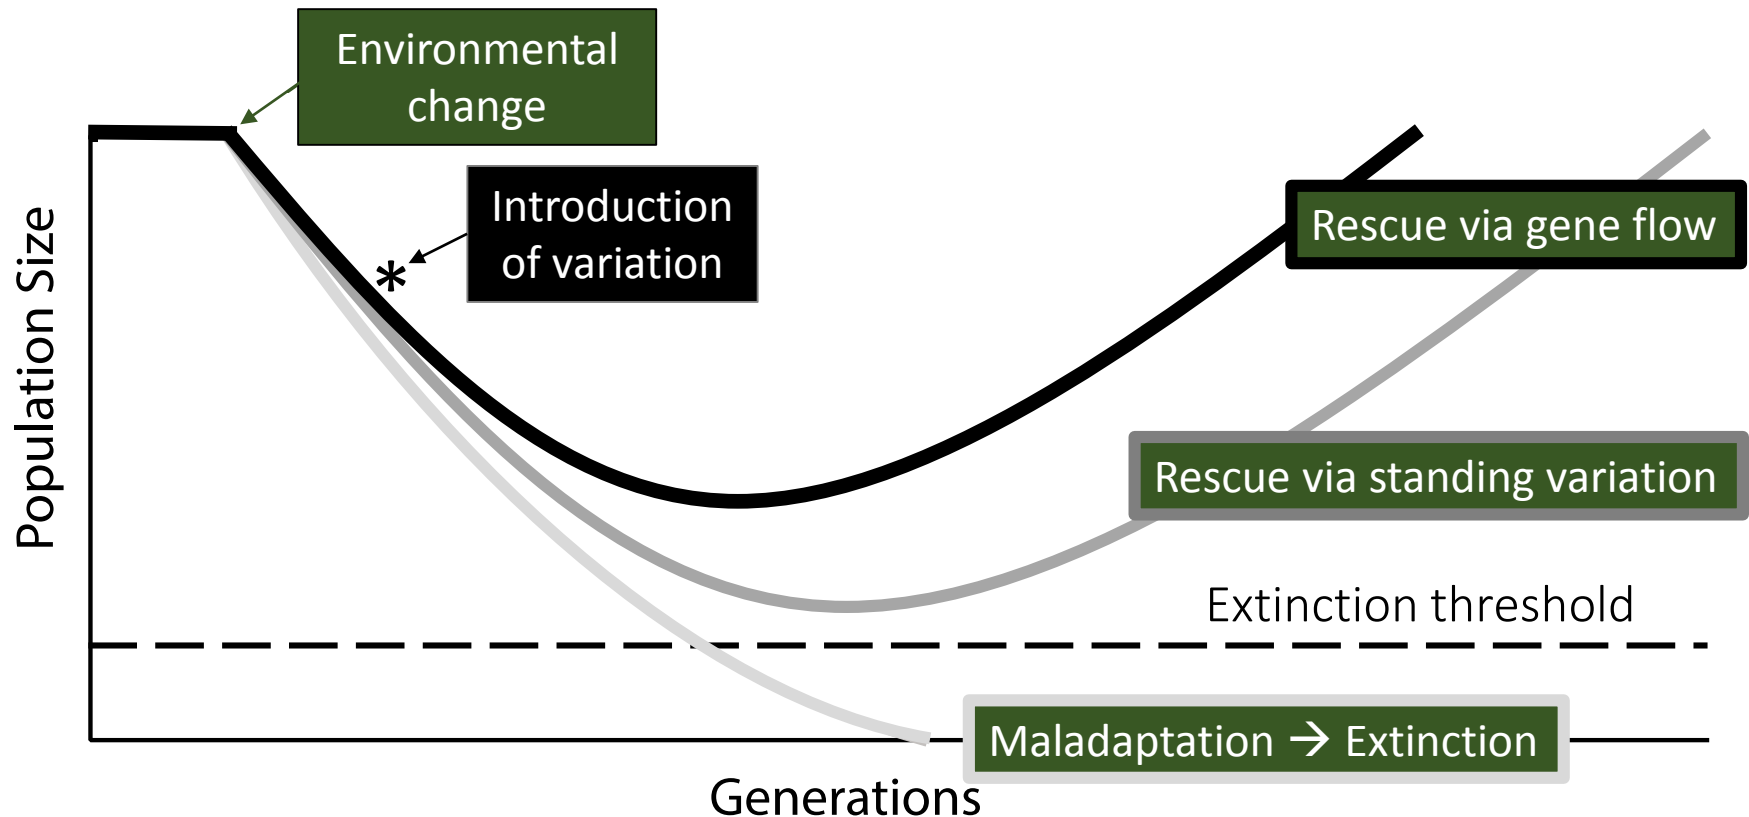 Environmental
change
Introduction
of variation
*
Rescue via gene flow
Population Size
Rescue via standing variation
Extinction threshold
Maladaptation → Extinction
Generations